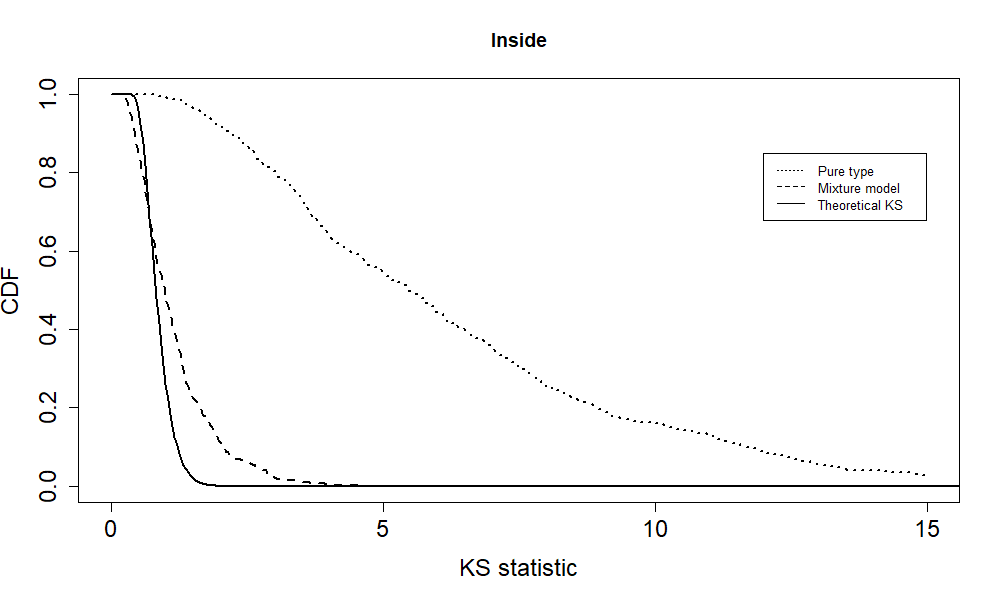 Inside
CDF
1.0
0.8
0.6
0.4
0.2
0.0
Pure type
Mixture model
Theoretical KS
0
5
10
15
KS statistic